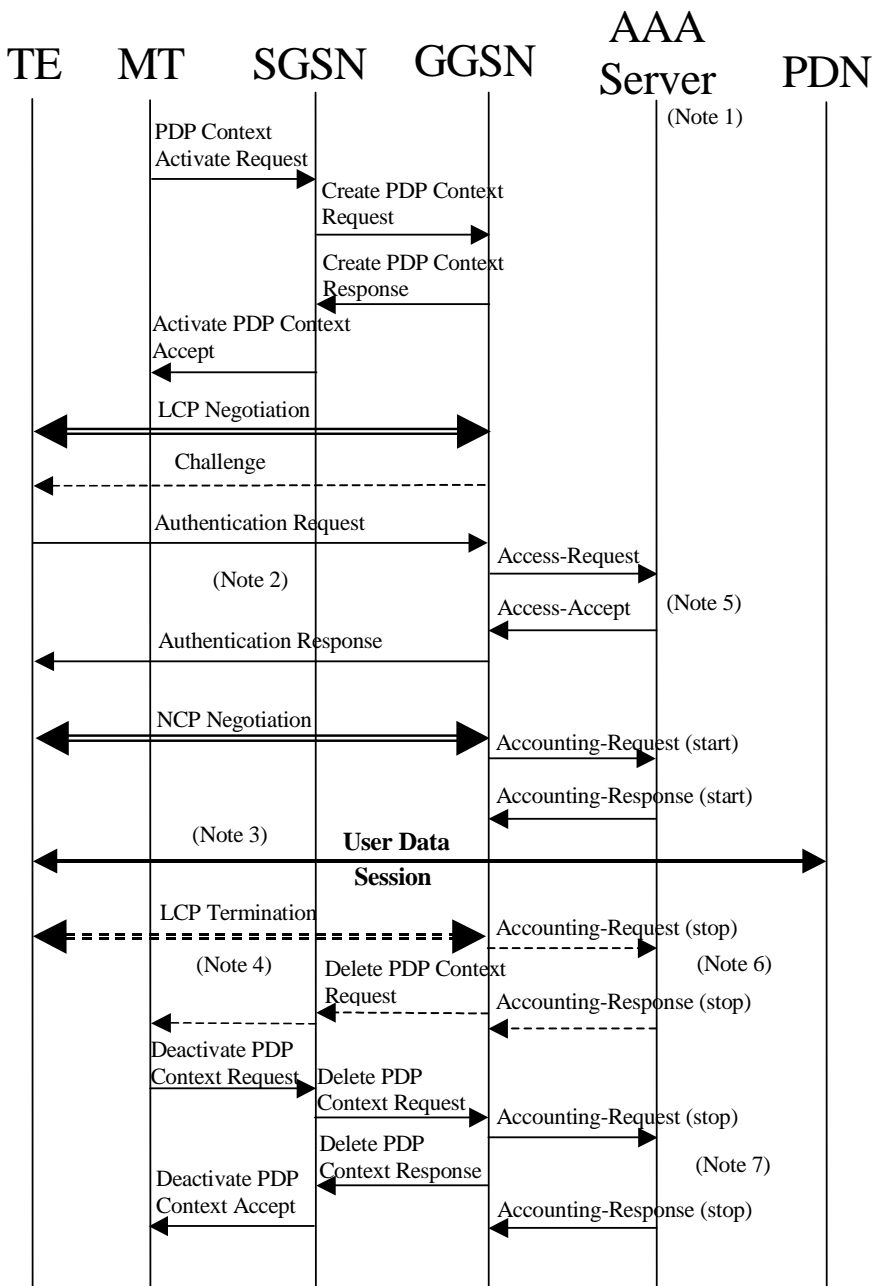 TE MT SGSN GGSN AAA Server PDN
(Note 1)
PDP Context
Activate Request
Create PDP Context
Request
Create PDP Context
Response
Activate PDP Context
Accept
LCP Negotiation
Challenge
Authentication Request
Access-Request
(Note 2)
(Note 5)
Access-Accept
Authentication Response
NCP Negotiation
Accounting-Request (start)
Accounting-Response (start)
(Note 3)
User Data
Session
LCP Termination
Accounting-Request (stop)
(Note 4)
(Note 6)
Delete PDP Context
Request
Accounting-Response (stop)
Deactivate PDP
Context Request
Delete PDP
Context Request
Accounting-Request (stop)
Delete PDP
Context Response
(Note 7)
Deactivate PDP
Context Accept
Accounting-Response (stop)